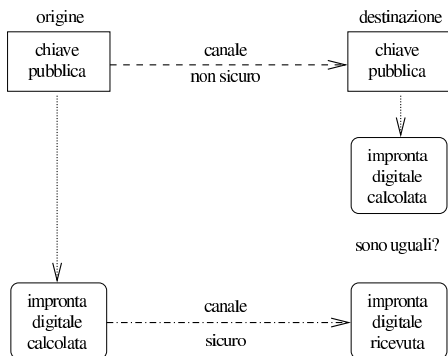 origine
destinazione
chiave
pubblica
canale
non sicuro
chiave
pubblica
impronta
digitale
calcolata
sono uguali?
impronta
digitale
calcolata
canale
sicuro
impronta
digitale
ricevuta